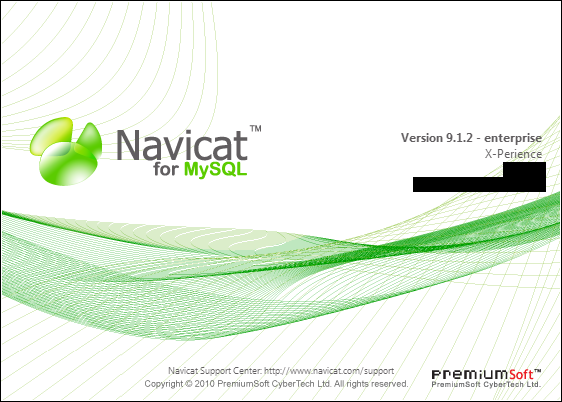 Navicat™
for MySQL
Version 9.1.2 - enterprise
X-Perience
Navicat Support Center: http://www.navicat.com/support
Copyright © 2010 PremiumSoft CyberTech Ltd. All rights reserved.
PremiumSoft™
PremiumSoft CyberTech Ltd.